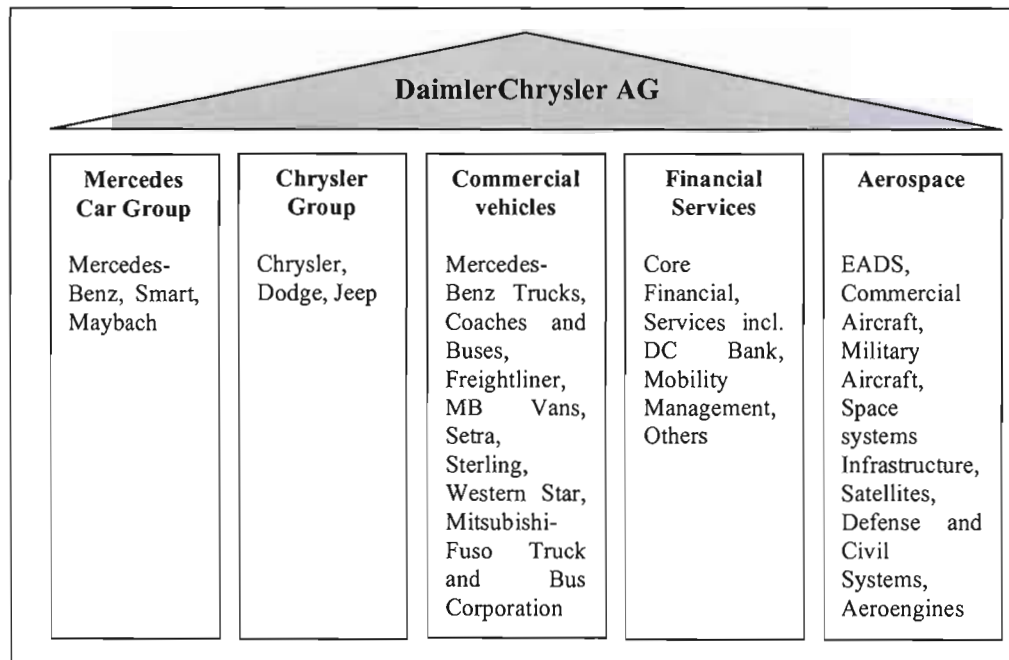 DaimlerChrysler AG
Mercedes
Car Group
Mercedes-
Benz, Smart,
Maybach
Chrysler
Group
Chrysler,
Dodge, Jeep
Commercial
vehicles
Mercedes-
Benz Trucks,
Coaches and
Buses,
Freightliner,
MB Vans,
Setra,
Sterling,
Western Star,
Mitsubishi-
Fuso Truck
and Bus
Corporation
Financial
Services
Core
Financial,
Services incl.
DC Bank,
Mobility
Management,
Others
Aerospace
EADS,
Commercial
Aircraft,
Military
Aircraft,
Space
systems
Infrastructure,
Satellites,
Defense and
Civil
Systems,
Aeroengines